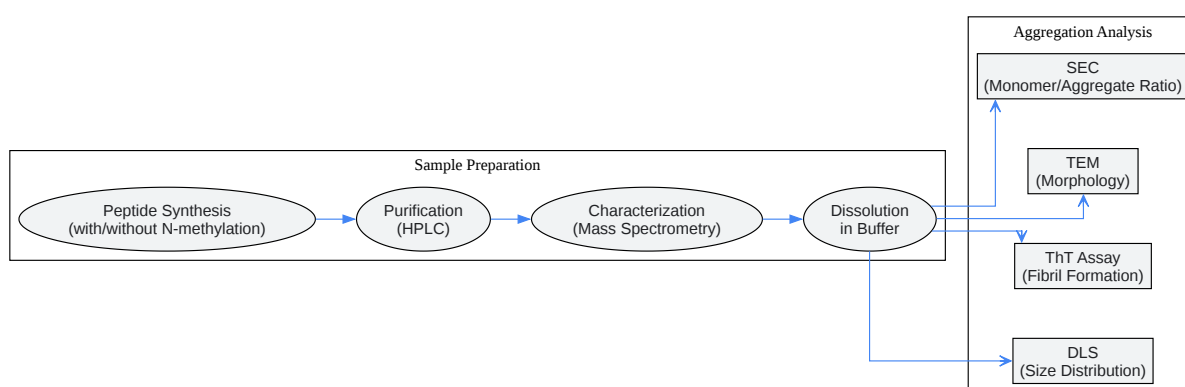 Sample Preparation
Peptide Synthesis
(with/without N-methylation)
Purification
(HPLC)
Characterization
(Mass Spectrometry)
Dissolution
in Buffer
Aggregation Analysis
SEC
(Monomer/Aggregate Ratio)
TEM
(Morphology)
ThT Assay
(Fibril Formation)
DLS
(Size Distribution)